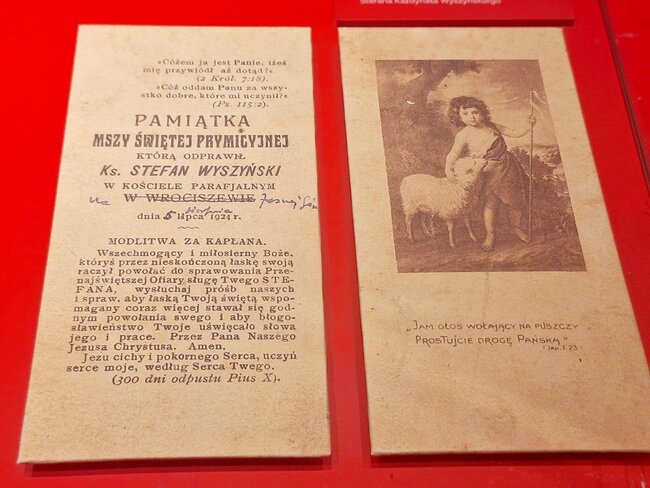 Stefana Kardynała Wyszyńskiego
»Cóżem ja jest Panie, iżeś
mię przywiódł aż dotąd?«
(2 Król. 7:18).
»Cóż oddam Panu za wszy-
stko dobre, które mi uczynił?«
(Ps. 115:2).
PAMIĄTKA
MSZY ŚWIĘTEJ PRYMICYJNEJ
KTÓRĄ ODPRAWIŁ
Ks. STEFAN WYSZYŃSKI
W KOŚCIELE PARAFJALNYM
na W WROCISZEWIE Jasnej Górze
sierpnia
dnia 5 lipca 1924 r.
MODLITWA ZA KAPŁANA.
Wszechmogący i miłosierny Boże,
któryś przez nieskończoną łaskę swoją
raczył powołać do sprawowania Prze-
najświętszej Ofiary sługę Twego STE-
FANA, wysłuchaj próśb naszych
i spraw, aby łaską Twoją świętą wspo-
magany coraz więcej stawał się god-
nym powołania swego i aby błogo-
sławieństwo Twoje uświęcało słowa
jego i prace. Przez Pana Naszego
Jezusa Chrystusa. Amen.
Jezu cichy i pokornego Serca, uczyń
serce moje, według Serca Twego.
(300 dni odpustu Pius X).
„JAM GŁOS WOŁAJĄCY NA PUSZCZY
PROSTUJCIE DROGĘ PAŃSKĄ"
(JAN. I. 23.)